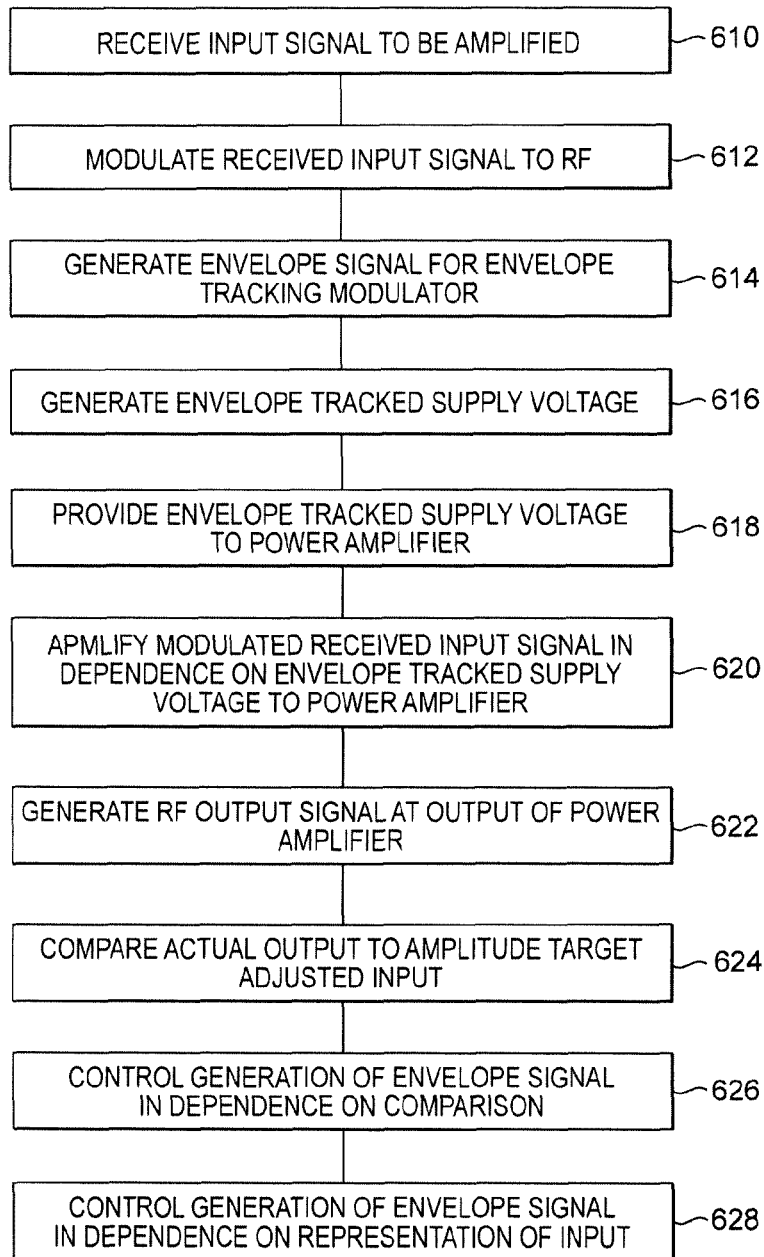 RECEIVE INPUT SIGNAL TO BE AMPLIFIED
610
MODULATE RECEIVED INPUT SIGNAL TO RF
612
GENERATE ENVELOPE SIGNAL FOR ENVELOPE
TRACKING MODULATOR
614
GENERATE ENVELOPE TRACKED SUPPLY VOLTAGE
616
PROVIDE ENVELOPE TRACKED SUPPLY VOLTAGE
TO POWER AMPLIFIER
618
APMLIFY MODULATED RECEIVED INPUT SIGNAL IN
DEPENDENCE ON ENVELOPE TRACKED SUPPLY
VOLTAGE TO POWER AMPLIFIER
620
GENERATE RF OUTPUT SIGNAL AT OUTPUT OF POWER
AMPLIFIER
622
COMPARE ACTUAL OUTPUT TO AMPLITUDE TARGET
ADJUSTED INPUT
624
CONTROL GENERATION OF ENVELOPE SIGNAL
IN DEPENDENCE ON COMPARISON
626
CONTROL GENERATION OF ENVELOPE SIGNAL
IN DEPENDENCE ON REPRESENTATION OF INPUT
628